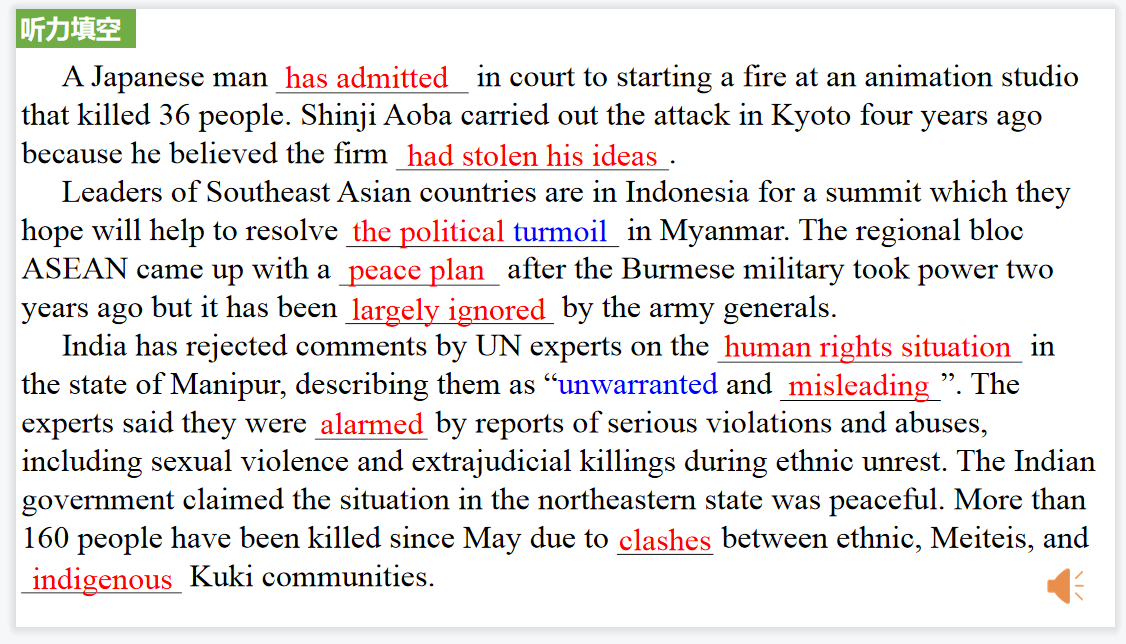 听力填空
A Japanese man has admitted in court to starting a fire at an animation studio
that killed 36 people. Shinji Aoba carried out the attack in Kyoto four years ago
because he believed the firm had stolen his ideas.
Leaders of Southeast Asian countries are in Indonesia for a summit which they
hope will help to resolve the political turmoil in Myanmar. The regional bloc
ASEAN came up with a peace plan after the Burmese military took power two
years ago but it has been largely ignored by the army generals.
India has rejected comments by UN experts on the human rights situation in
the state of Manipur, describing them as “unwarranted and misleading”. The
experts said they were alarmed by reports of serious violations and abuses,
including sexual violence and extrajudicial killings during ethnic unrest. The Indian
government claimed the situation in the northeastern state was peaceful. More than
160 people have been killed since May due to clashes between ethnic, Meiteis, and
indigenous Kuki communities.